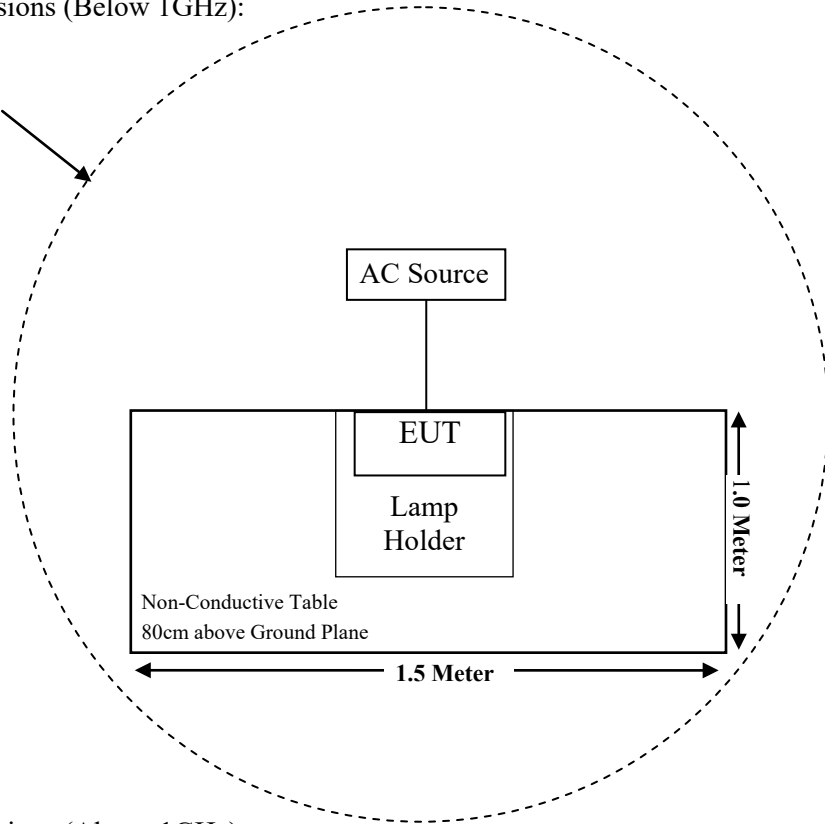 (Below 1GHz):
AC Source
EUT
Lamp
Holder
1.0 Meter
Non-Conductive Table
80cm above Ground Plane
1.5 Meter